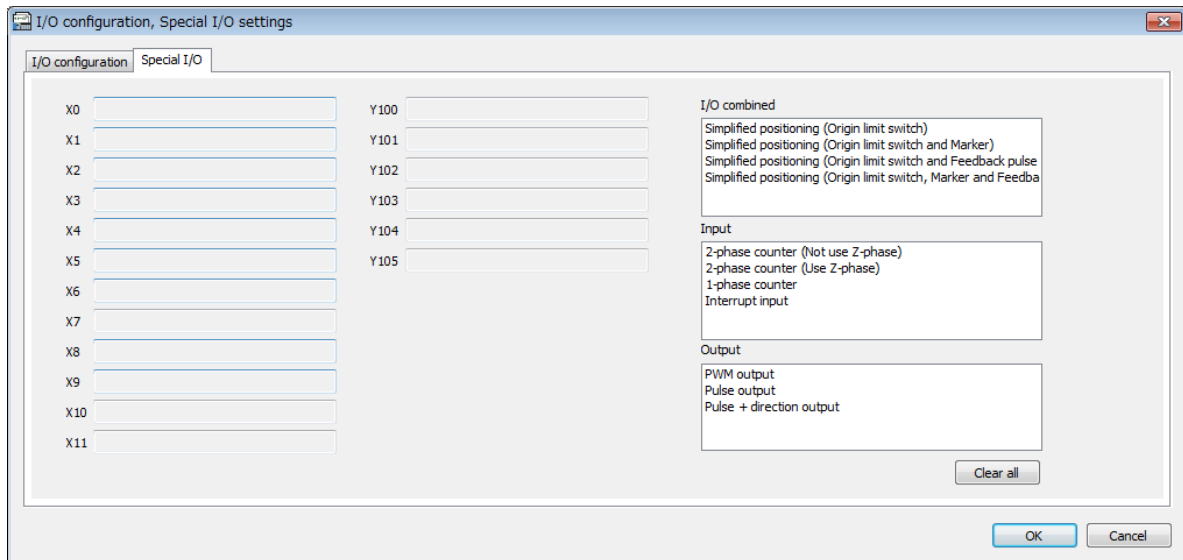 I/O configuration, Special I/O settings
I/O configuration Special I/O
X0
X1
X2
X3
X4
X5
X6
X7
X8
X9
X10
X11
Y100
Y101
Y102
Y103
Y104
Y105
I/O combined
Simplified positioning (Origin limit switch)
Simplified positioning (Origin limit switch and Marker)
Simplified positioning (Origin limit switch and Feedback pulse
Simplified positioning (Origin limit switch, Marker and Feedba
Input
2-phase counter (Not use Z-phase)
2-phase counter (Use Z-phase)
1-phase counter
Interrupt input
Output
PWM output
Pulse output
Pulse + direction output
Clear all
OK Cancel